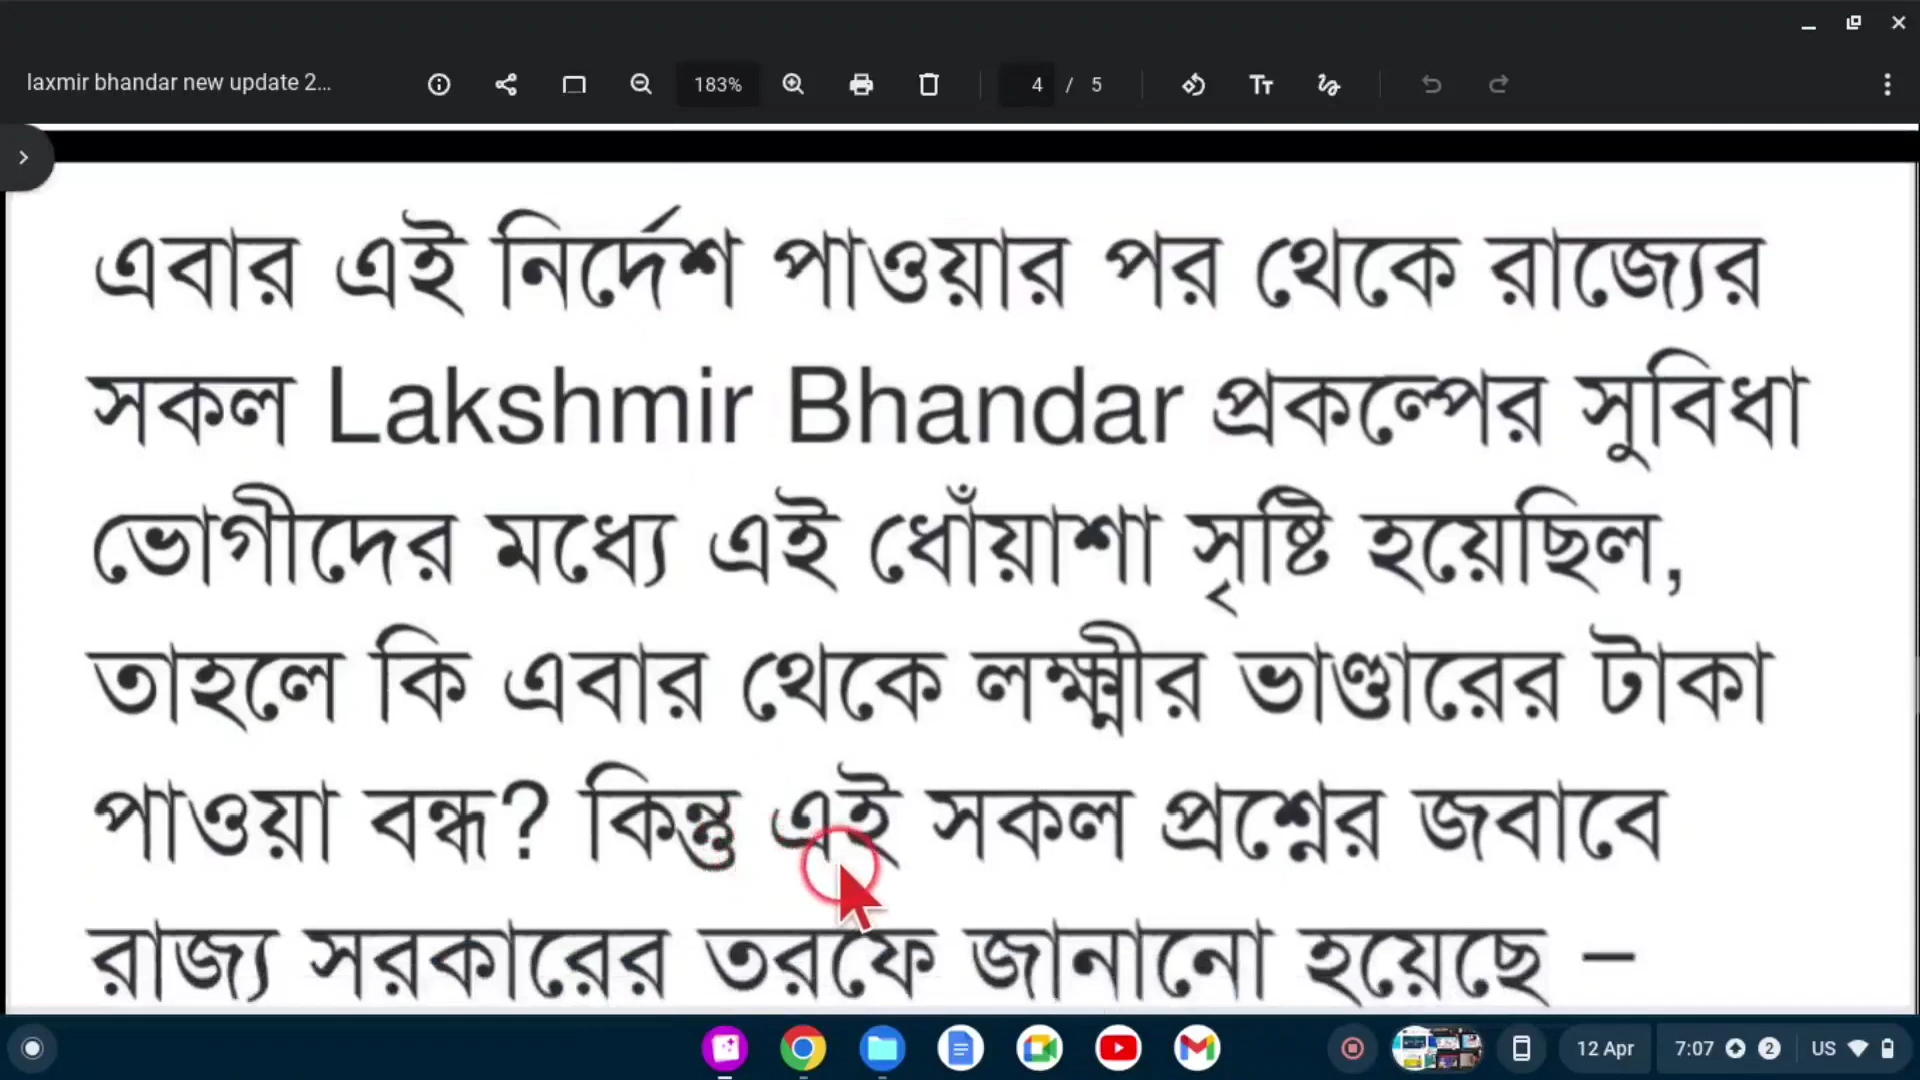 laxmir bhandar new update 2...
183%
4 / 5
এবার এই নির্দেশ পাওয়ার পর থেকে রাজ্যের
সকল Lakshmir Bhandar প্রকল্পের সুবিধা
ভোগীদের মধ্যে এই ধোঁয়াশা সৃষ্টি হয়েছিল,
তাহলে কি এবার থেকে লক্ষ্মীর ভাণ্ডারের টাকা
পাওয়া বন্ধ? কিন্তু এই সকল প্রশ্নের জবাবে
রাজ্য সরকারের তরফে জানানো হয়েছে –
12 Apr 7:07 2 US